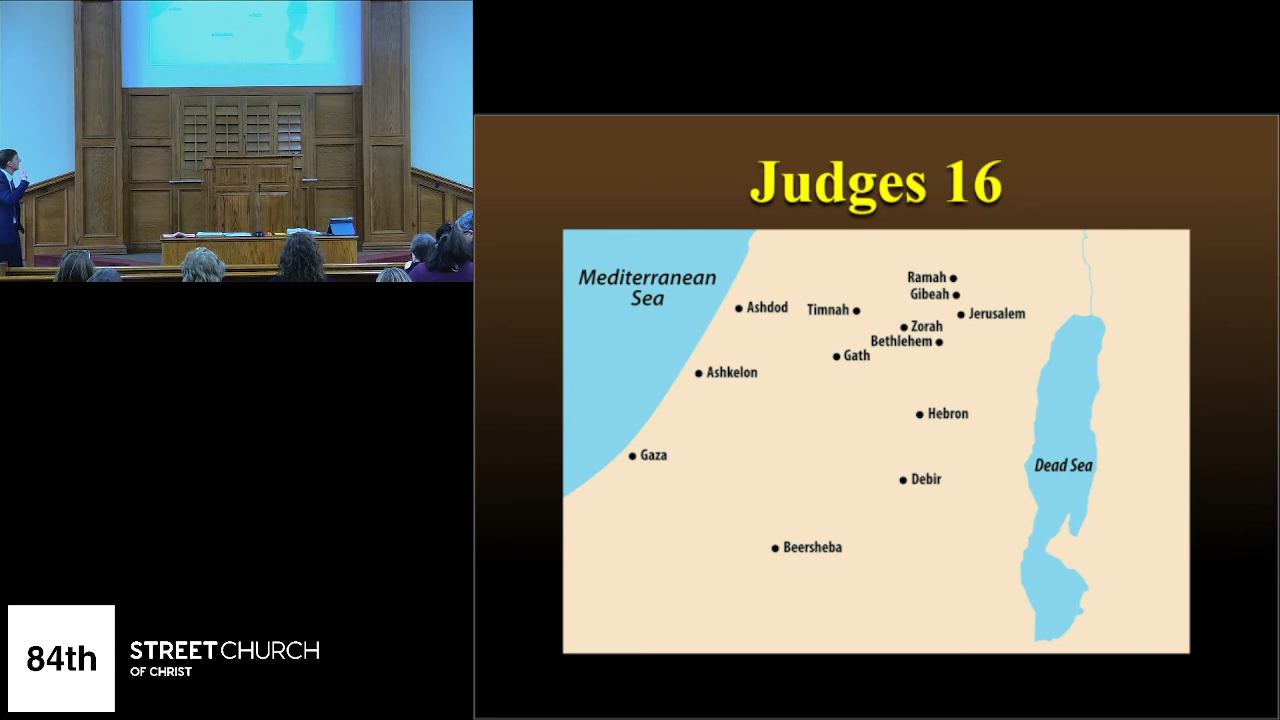 Judges 16
Mediterranean
Sea
Ramah
Gibeah
Ashdod
Timnah
Jerusalem
Zorah
Bethlehem
Gath
Ashkelon
Hebron
Gaza
Dead Sea
Debir
Beersheba
84th
STREET CHURCH
OF CHRIST